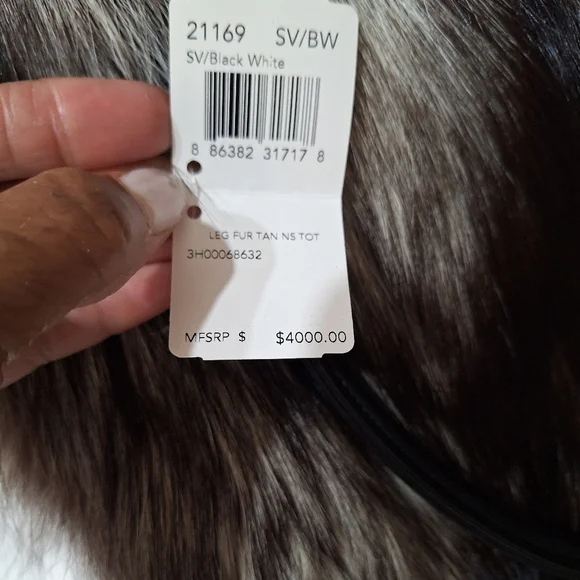 21169 SV/BW
SV/Black White
8 86382 31717 8
LEG FUR TAN NS TOT
3H00068632
MFSRP $ $4000.00